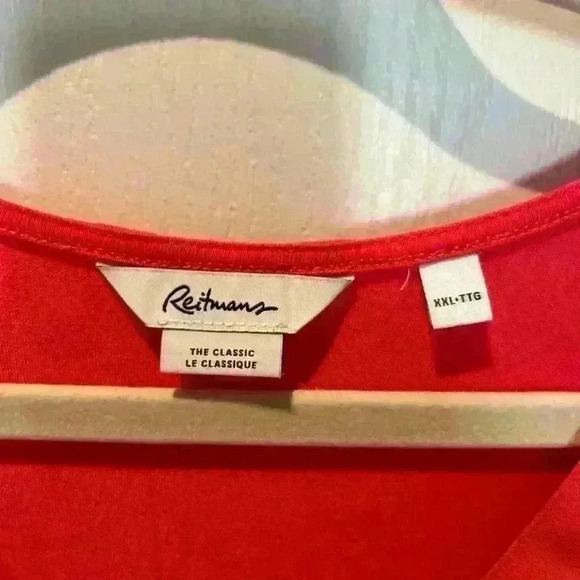 Reitmans
THE CLASSIC
LE CLASSIQUE
XXL•TTG